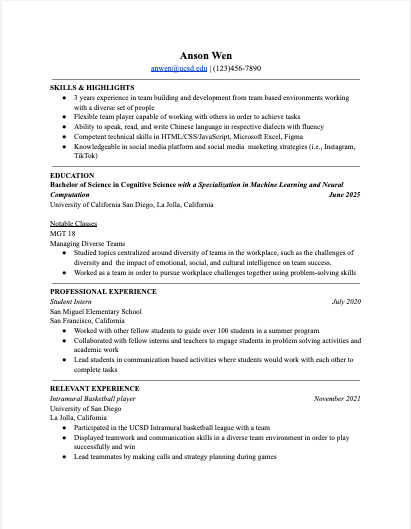 Anson Wen
anwen@ucsd.edu | (123)456-7890
SKILLS & HIGHLIGHTS
● 3 years experience in team building and development from team based environments working
with a diverse set of people
● Flexible team player capable of working with others in order to achieve tasks
● Ability to speak, read, and write Chinese language in respective dialects with fluency
● Competent technical skills in HTML/CSS/JavaScript, Microsoft Excel, Figma
● Knowledgeable in social media platform and social media marketing strategies (i.e., Instagram,
TikTok)
EDUCATION
Bachelor of Science in Cognitive Science with a Specialization in Machine Learning and Neural
Computation June 2025
University of California San Diego, La Jolla, California
Notable Classes
MGT 18
Managing Diverse Teams
● Studied topics centralized around diversity of teams in the workplace, such as the challenges of
diversity and the impact of emotional, social, and cultural intelligence on team success.
● Worked as a team in order to pursue workplace challenges together using problem-solving skills
PROFESSIONAL EXPERIENCE
Student Intern July 2020
San Miguel Elementary School
San Francisco, California
● Worked with other fellow students to guide over 100 students in a summer program
● Collaborated with fellow interns and teachers to engage students in problem solving activities and
academic work
● Lead students in communication based activities where students would work with each other to
complete tasks
RELEVANT EXPERIENCE
Intramural Basketball player November 2021
University of San Diego
La Jolla, California
● Participated in the UCSD Intramural basketball league with a team
● Displayed teamwork and communication skills in a diverse team environment in order to play
successfully and win
● Lead teammates by making calls and strategy planning during games